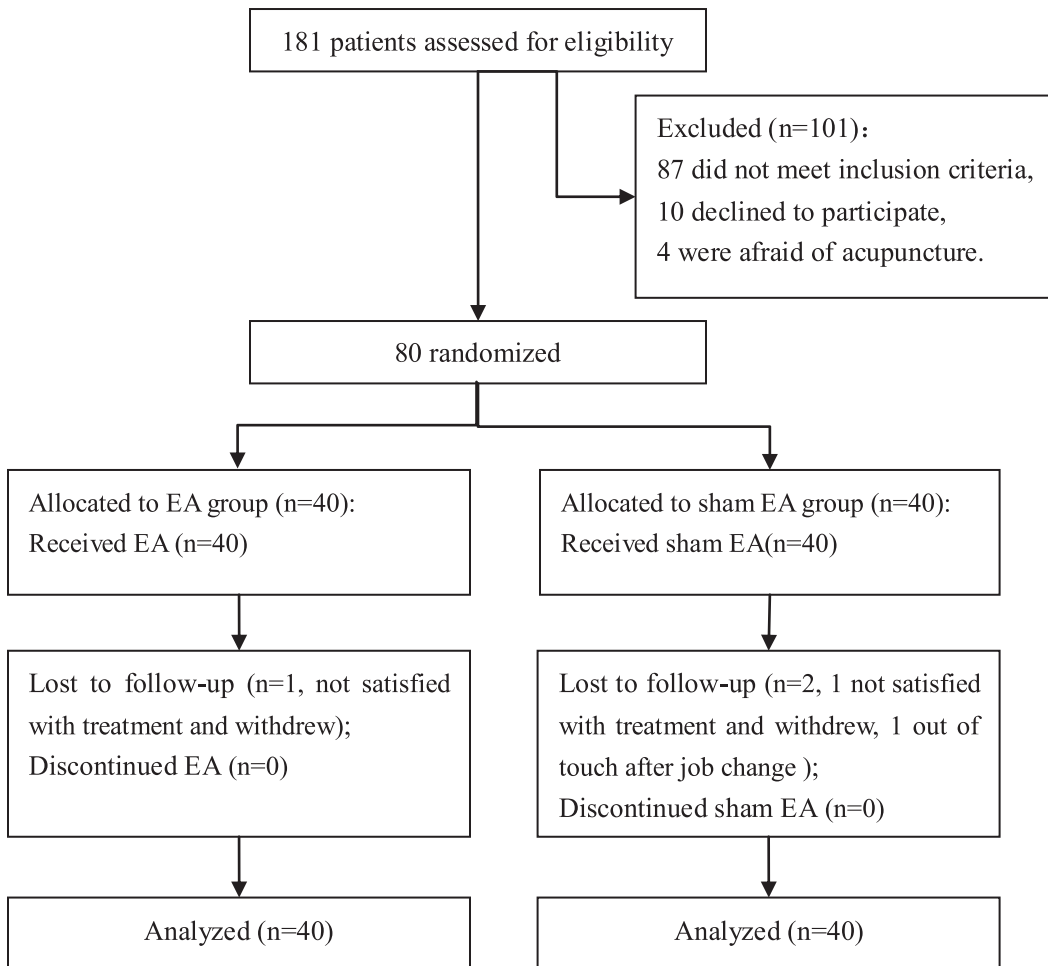 181 patients assessed for eligibility
Excluded (n=101):
87 did not meet inclusion criteria,
10 declined to participate,
4 were afraid of acupuncture.
80 randomized
Allocated to EA group (n=40):
Received EA (n=40)
Allocated to sham EA group (n=40):
Received sham EA(n=40)
Lost to follow-up (n=1, not satisfied
with treatment and withdrew);
Discontinued EA (n=0)
Lost to follow-up (n=2, 1 not satisfied
with treatment and withdrew, 1 out of
touch after job change );
Discontinued sham EA (n=0)
Analyzed (n=40)
Analyzed (n=40)